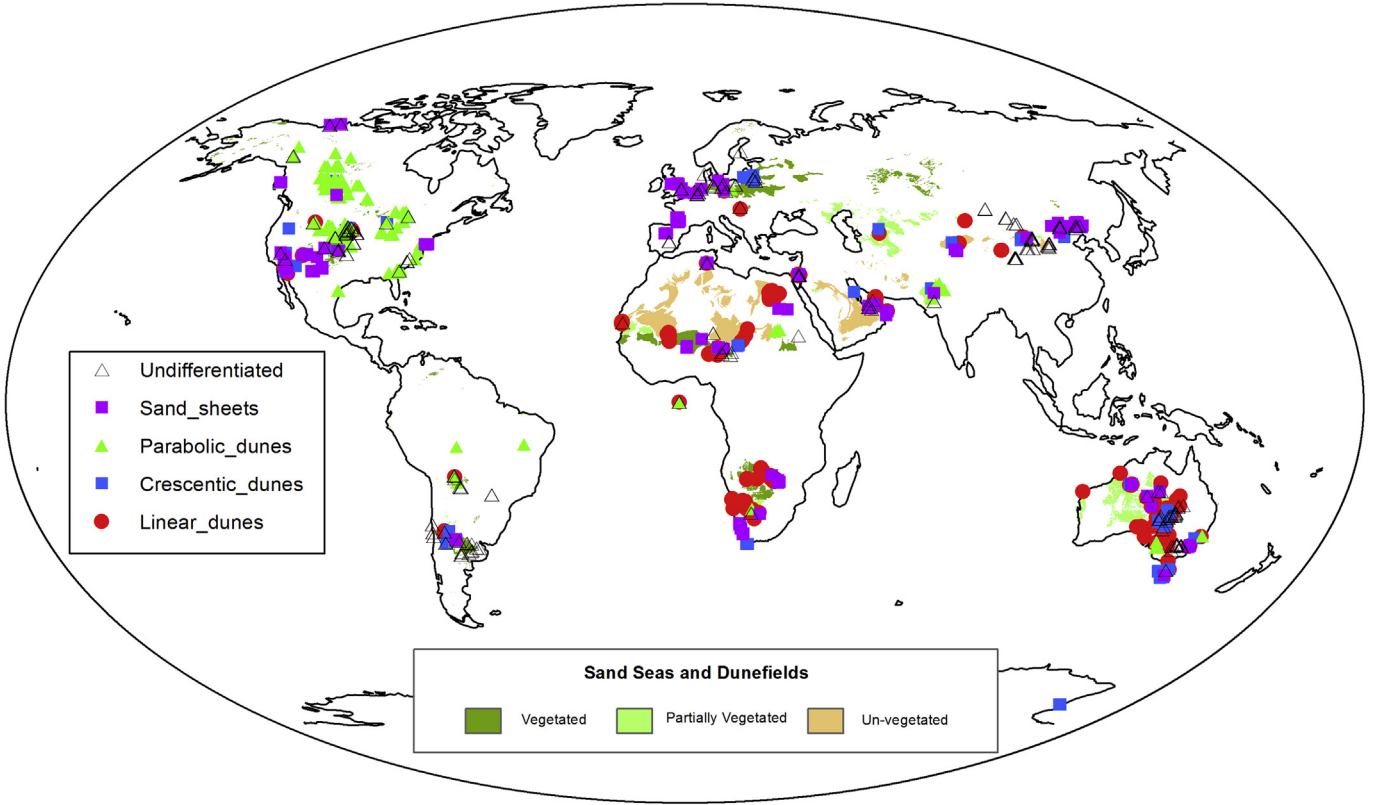 Undifferentiated
Sand_sheets
Parabolic_dunes
Crescentic_dunes
Linear_dunes
Sand Seas and Dunefields
Vegetated
Partially Vegetated
Un-vegetated